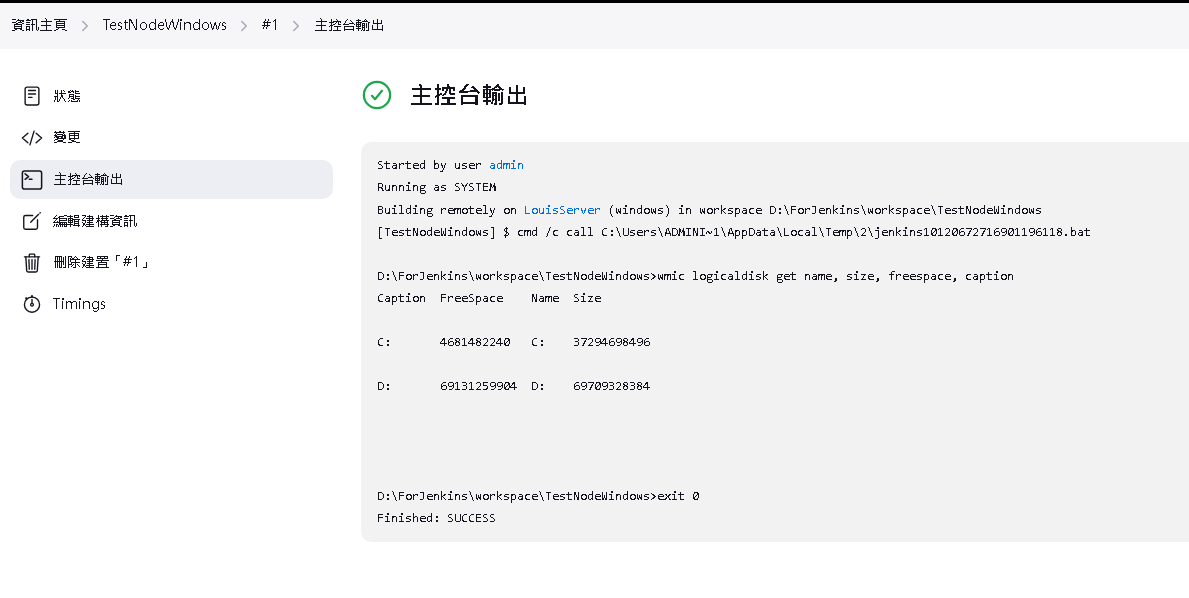 資訊主頁 > TestNodeWindows > #1 > 主控台輸出
狀態
變更
主控台輸出
編輯建構資訊
刪除建置「#1」
Timings
主控台輸出
Started by user admin
Running as SYSTEM
Building remotely on LouisServer (windows) in workspace D:\ForJenkins\workspace\TestNodeWindows
[TestNodeWindows] $ cmd /c call C:\Users\ADMINI~1\AppData\Local\Temp\2\jenkins10120672716901196118.bat
D:\ForJenkins\workspace\TestNodeWindows>wmic logicaldisk get name, size, freespace, caption
Caption FreeSpace Name Size
C: 4681482240 C: 37294698496
D: 69131259904 D: 69709328384
D:\ForJenkins\workspace\TestNodeWindows>exit 0
Finished: SUCCESS